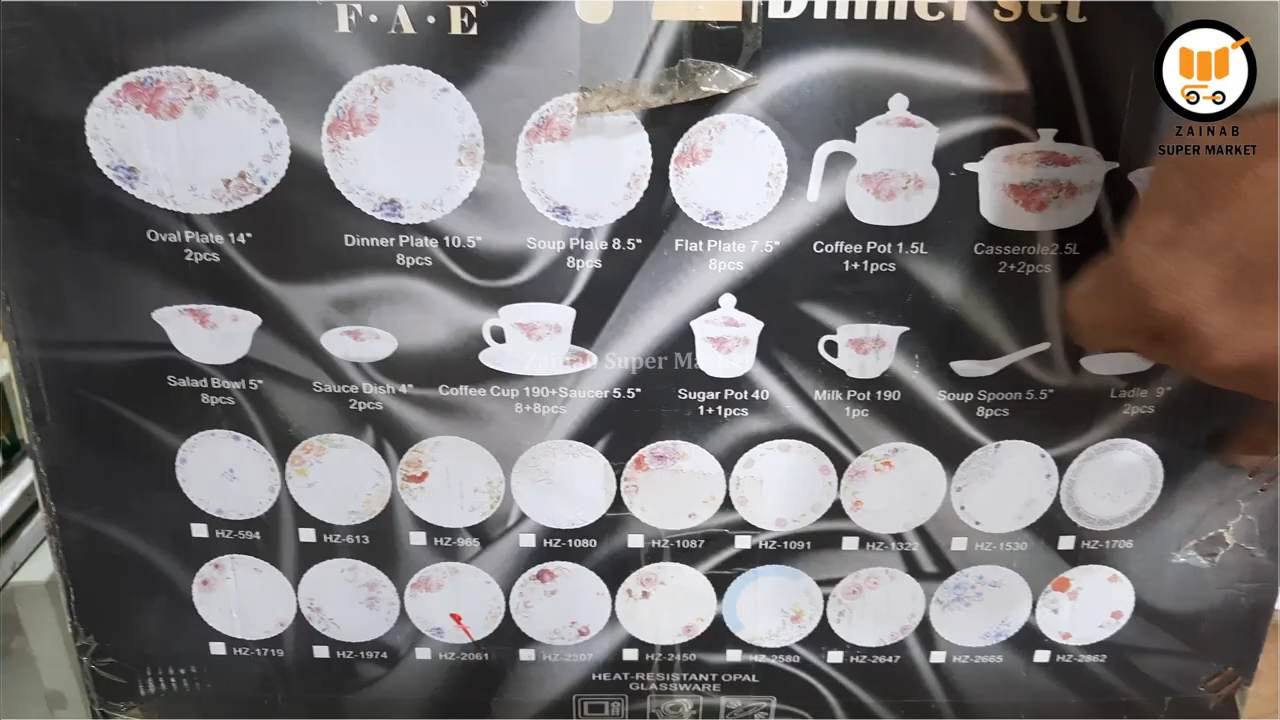 F·A·E
Dinner set
ZAINAB
SUPER MARKET
Oval Plate 14"
2pcs
Dinner Plate 10.5"
8pcs
Soup Plate 8.5"
8pcs
Flat Plate 7.5"
8pcs
Coffee Pot 1.5L
1+1pcs
Casserole2.5L
2+2pcs
Salad Bowl 5"
8pcs
Sauce Dish 4"
2pcs
Coffee Cup 190+Saucer 5.5"
8+8pcs
Sugar Pot 40
1+1pcs
Milk Pot 190
1pc
Soup Spoon 5.5"
8pcs
Ladle 9"
2pcs
Zainab Super Market
HZ-594
HZ-613
HZ-965
HZ-1080
HZ-1087
HZ-1091
HZ-1322
HZ-1530
HZ-1706
HZ-1719
HZ-1974
HZ-2061
HZ-2307
HZ-2450
HZ-2580
HZ-2647
HZ-2665
HZ-2862
HEAT-RESISTANT OPAL
GLASSWARE